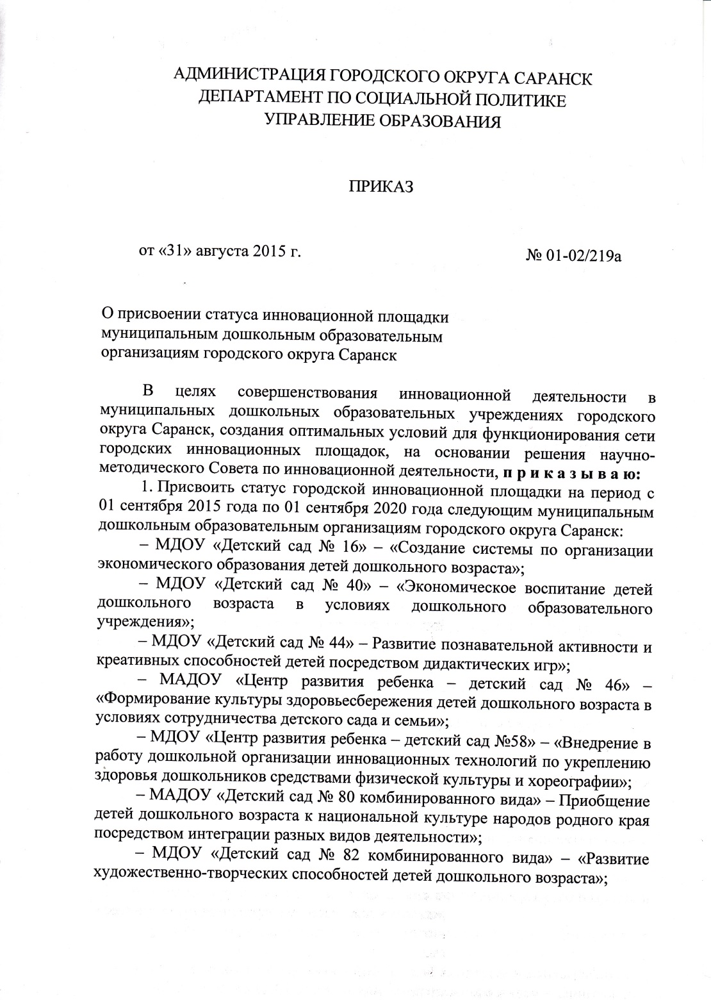 АДМИНИСТРАЦИЯ ГОРОДСКОГО ОКРУГА САРАНСК
ДЕПАРТАМЕНТ ПО СОЦИАЛЬНОЙ ПОЛИТИКЕ
УПРАВЛЕНИЕ ОБРАЗОВАНИЯ
ПРИКАЗ
от «31» августа 2015 г. № 01-02/219а
О присвоении статуса инновационной площадки
муниципальным дошкольным образовательным
организациям городского округа Саранск
В целях совершенствования инновационной деятельности в
муниципальных дошкольных образовательных учреждениях городского
округа Саранск, создания оптимальных условий для функционирования сети
городских инновационных площадок, на основании решения научно-
методического Совета по инновационной деятельности, п р и к а з ы в а ю:
1. Присвоить статус городской инновационной площадки на период с
01 сентября 2015 года по 01 сентября 2020 года следующим муниципальным
дошкольным образовательным организациям городского округа Саранск:
– МДОУ «Детский сад № 16» – «Создание системы по организации
экономического образования детей дошкольного возраста»;
– МДОУ «Детский сад № 40» – «Экономическое воспитание детей
дошкольного возраста в условиях дошкольного образовательного
учреждения»;
– МДОУ «Детский сад № 44» – Развитие познавательной активности и
креативных способностей детей посредством дидактических игр»;
– МАДОУ «Центр развития ребенка – детский сад № 46» –
«Формирование культуры здоровьесбережения детей дошкольного возраста в
условиях сотрудничества детского сада и семьи»;
– МДОУ «Центр развития ребенка – детский сад №58» – «Внедрение в
работу дошкольной организации инновационных технологий по укреплению
здоровья дошкольников средствами физической культуры и хореографии»;
– МАДОУ «Детский сад № 80 комбинированного вида» – Приобщение
детей дошкольного возраста к национальной культуре народов родного края
посредством интеграции разных видов деятельности»;
– МДОУ «Детский сад № 82 комбинированного вида» – «Развитие
художественно-творческих способностей детей дошкольного возраста»;